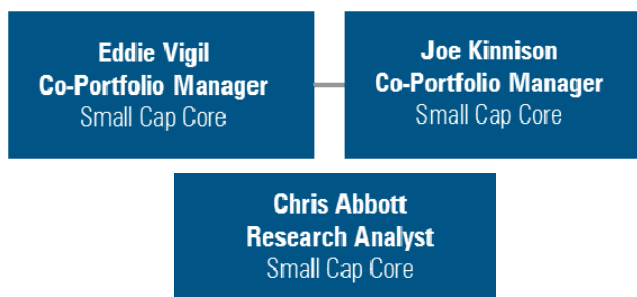 Eddie Vigil
Co-Portfolio Manager
Small Cap Core
Joe Kinnison
Co-Portfolio Manager
Small Cap Core
Chris Abbott
Research Analyst
Small Cap Core